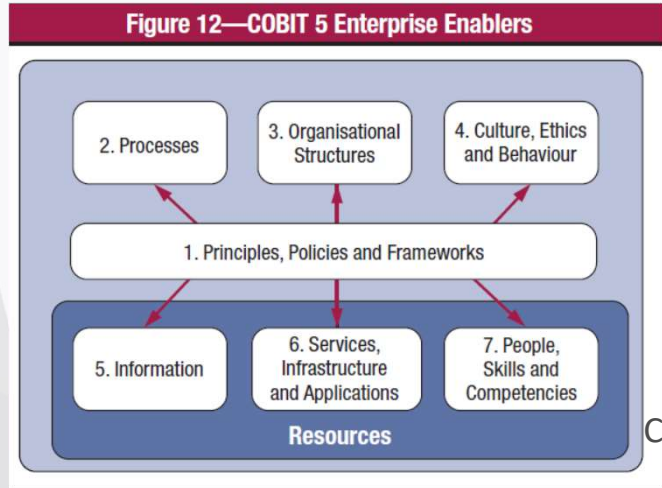 Figure 12—COBIT 5 Enterprise Enablers
2. Processes
3. Organisational
Structures
4. Culture, Ethics
and Behaviour
1. Principles, Policies and Frameworks
5. Information
6. Services,
Infrastructure
and Applications
7. People,
Skills and
Competencies
Resources
C